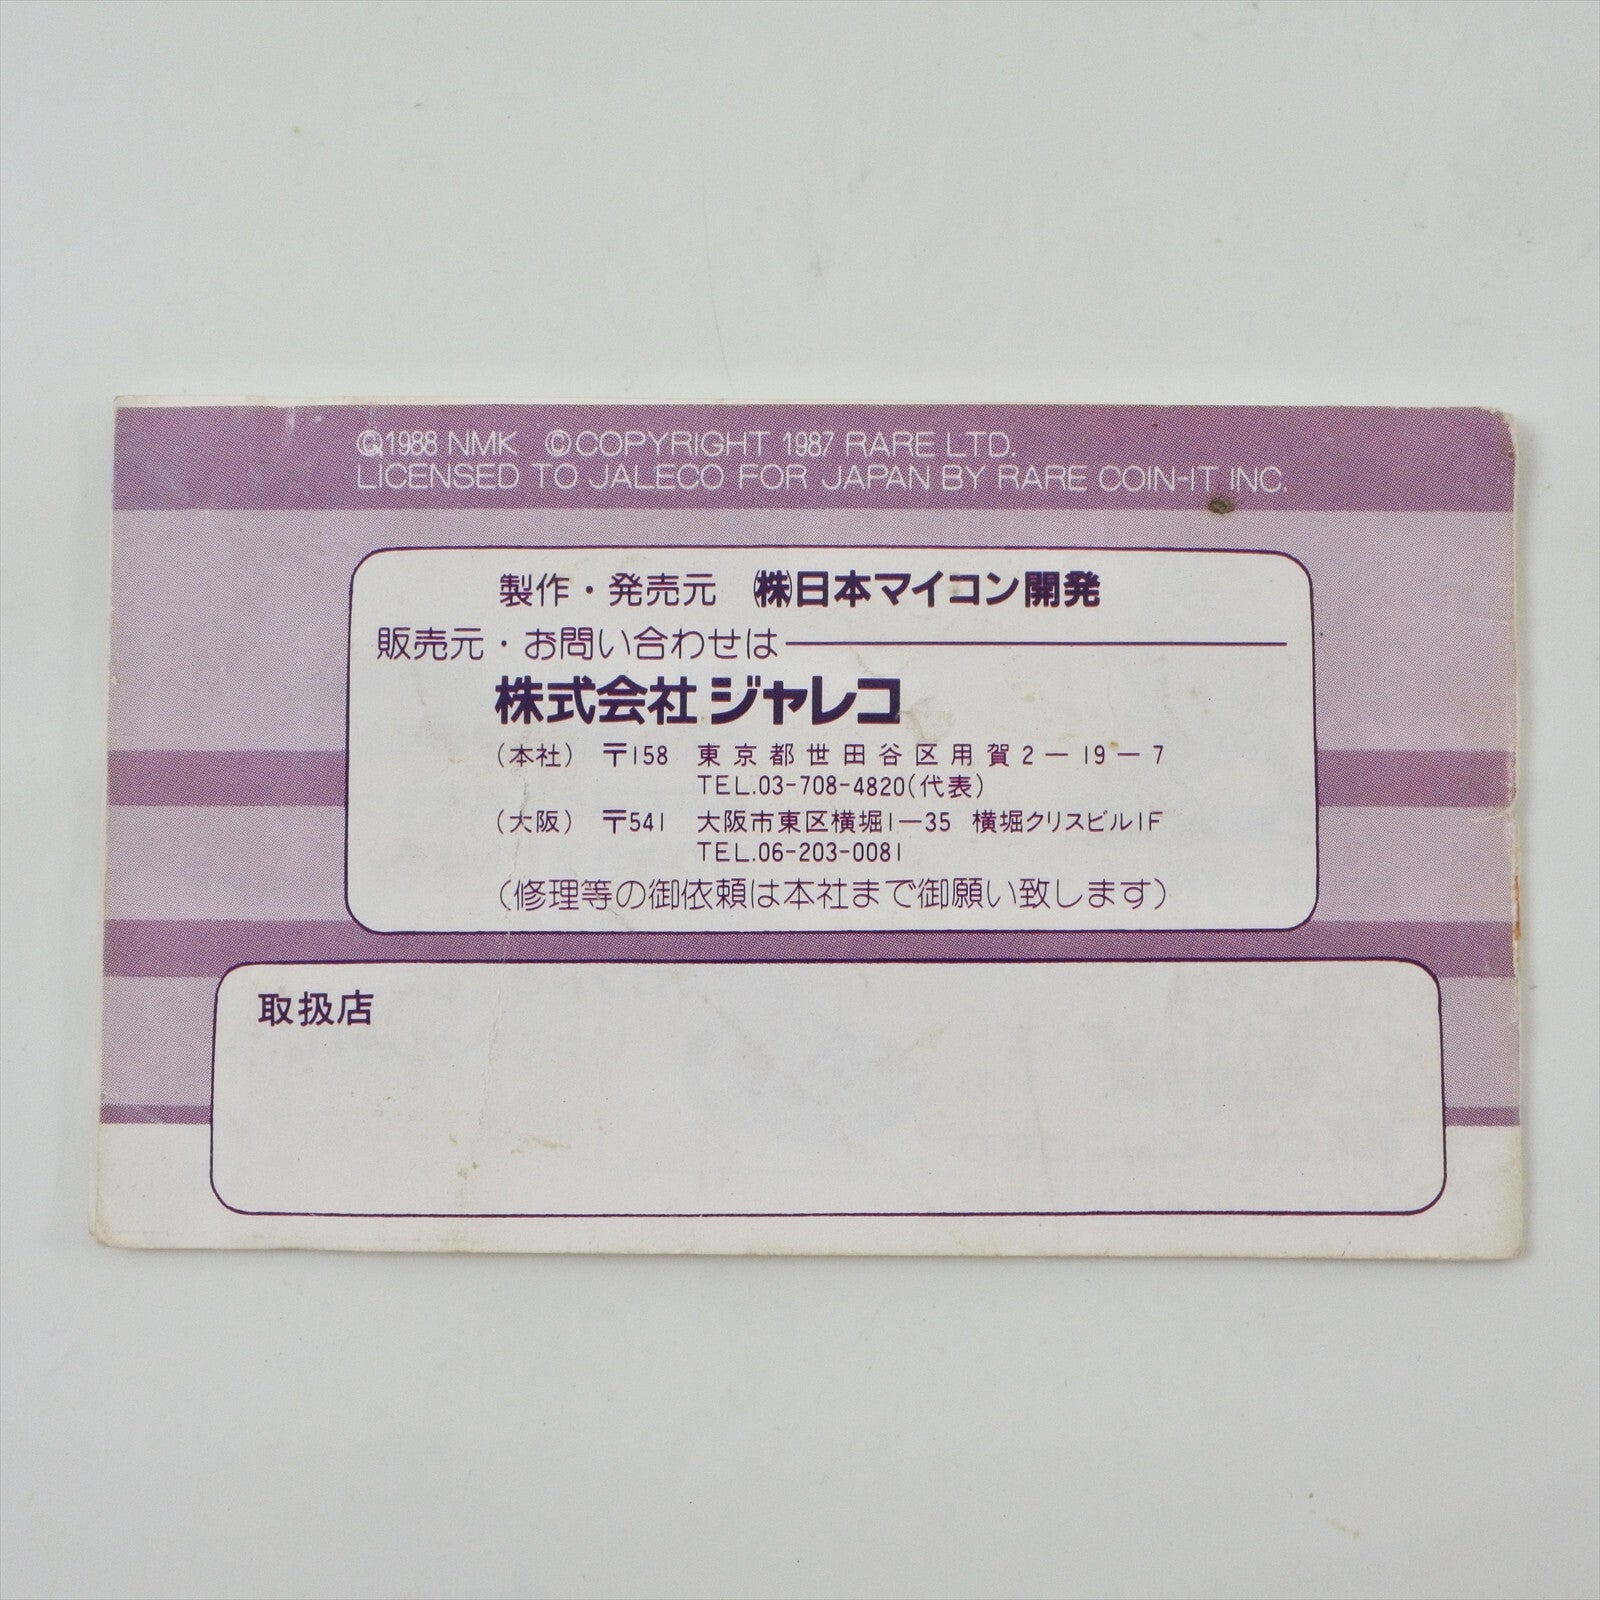 ©1988 NMK ©COPYRIGHT 1987 RARE LTD.
LICENSED TO JALECO FOR JAPAN BY RARE COIN-IT INC.
製作・発売元 ㈱日本マイコン開発
販売元・お問い合わせは
株式会社 ジャレコ
(本社) 〒158 東京都世田谷区用賀2-19-7
TEL.03-708-4820(代表)
(大阪) 〒541 大阪市東区横堀1-35 横堀クリスビル1F
TEL.06-203-0081
(修理等の御依頼は本社まで御願い致します)
取扱店